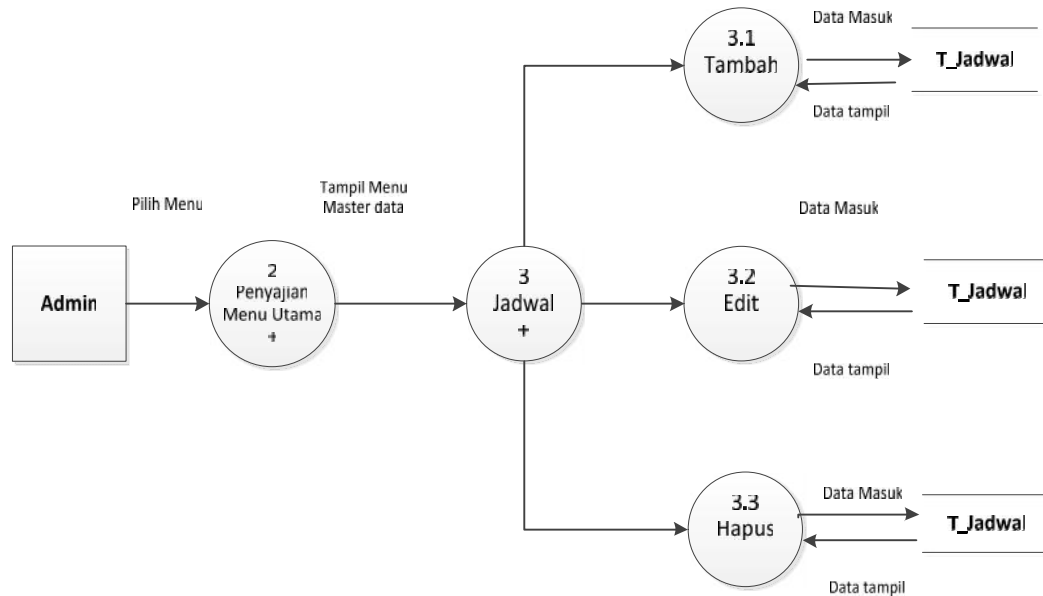 Data Masuk
3.1
Tambah
T_Jadwal
Data tampil
Tampil Menu
Master data
Pilih Menu
Data Masuk
Admin
2
Penyajian
Menu Utama
+
3
Jadwal
+
3.2
Edit
T_Jadwal
Data tampil
Data Masuk
3.3
Hapus
T_Jadwal
Data tampil